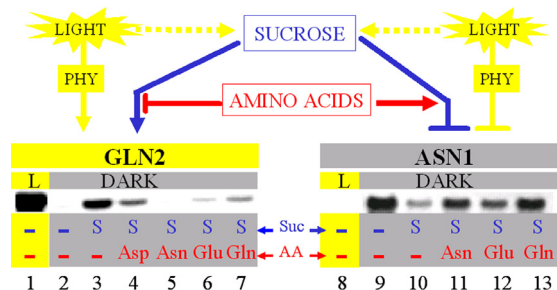 LIGHT SUCROSE LIGHT
PHY PHY
AMINO ACIDS
GLN2 ASN1
L DARK L DARK
- - S S S S S Suc - - S S S S
- - - Asp Asn Glu Gln AA - - - Asn Glu Gln
1 2 3 4 5 6 7 8 9 10 11 12 13